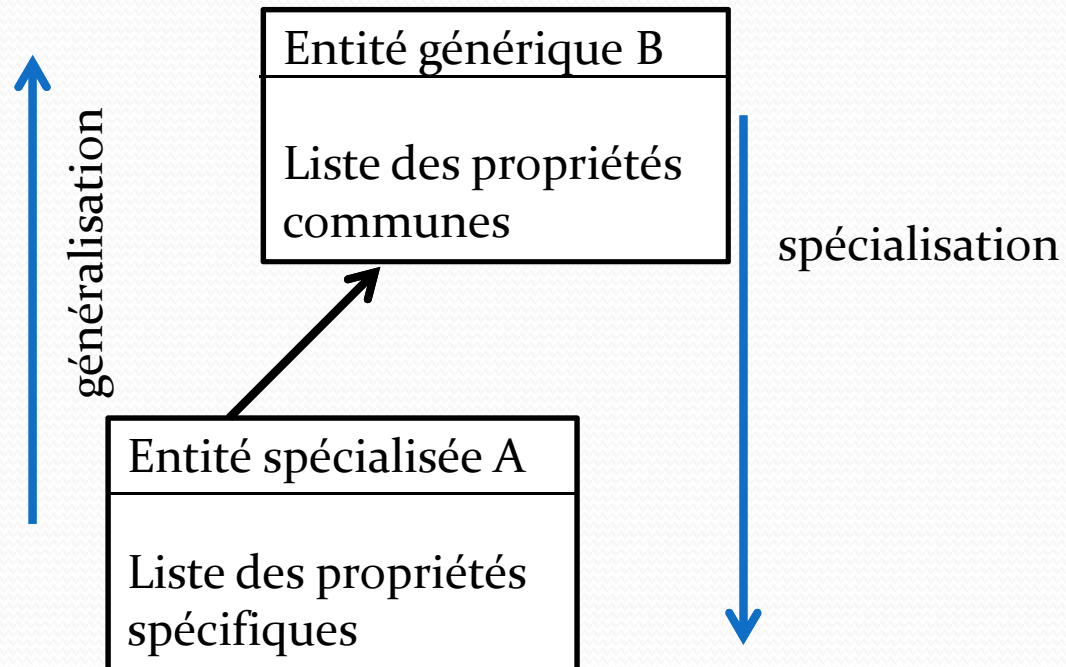 Entité générique B
Liste des propriétés
communes
généralisation
spécialisation
Entité spécialisée A
Liste des propriétés
spécifiques